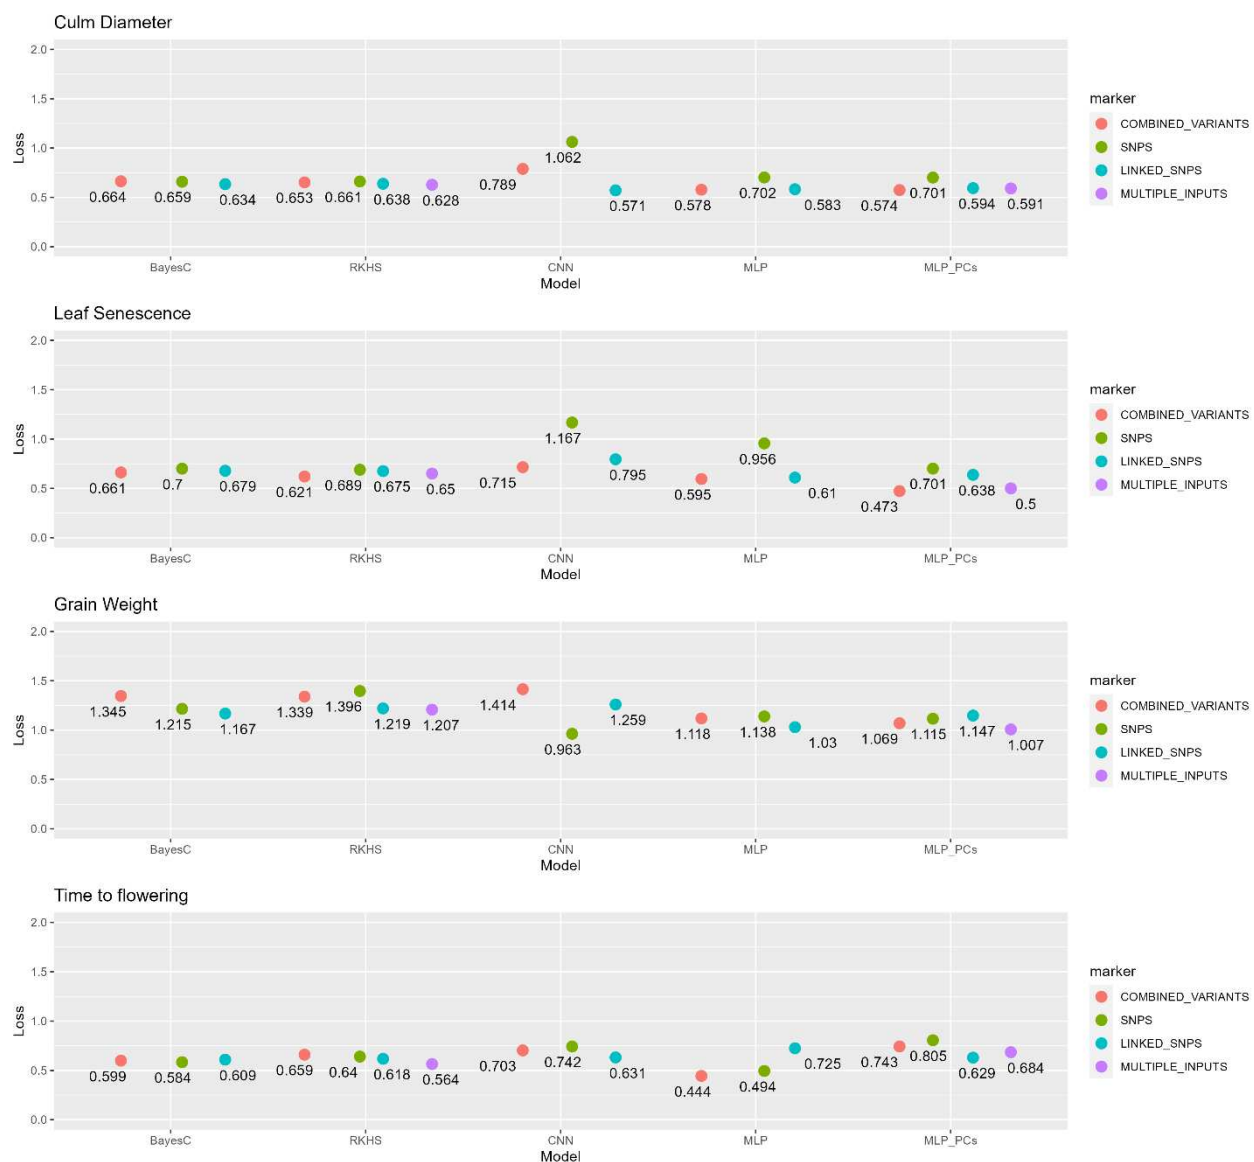 Culm Diameter
2.0
1.5
1.0
0.5
0.0
Loss
0.664 0.659 0.634 0.653 0.661 0.638 0.628 0.789 1.062 0.571 0.578 0.702 0.583 0.574 0.701 0.594 0.591
BayesC RKHS CNN MLP MLP_PCs
Model
marker
COMBINED_VARIANTS
SNPS
LINKED_SNPS
MULTIPLE_INPUTS
Leaf Senescence
2.0
1.5
1.0
0.5
0.0
Loss
0.661 0.7 0.679 0.621 0.689 0.675 0.65 0.715 1.167 0.795 0.595 0.956 0.61 0.473 0.701 0.638 0.5
BayesC RKHS CNN MLP MLP_PCs
Model
marker
COMBINED_VARIANTS
SNPS
LINKED_SNPS
MULTIPLE_INPUTS
Grain Weight
2.0
1.5
1.0
0.5
0.0
Loss
1.345 1.215 1.167 1.339 1.396 1.219 1.207 1.414 0.963 1.259 1.118 1.138 1.03 1.069 1.115 1.147 1.007
BayesC RKHS CNN MLP MLP_PCs
Model
marker
COMBINED_VARIANTS
SNPS
LINKED_SNPS
MULTIPLE_INPUTS
Time to flowering
2.0
1.5
1.0
0.5
0.0
Loss
0.599 0.584 0.609 0.659 0.64 0.618 0.564 0.703 0.742 0.631 0.444 0.494 0.725 0.743 0.805 0.629 0.684
BayesC RKHS CNN MLP MLP_PCs
Model
marker
COMBINED_VARIANTS
SNPS
LINKED_SNPS
MULTIPLE_INPUTS